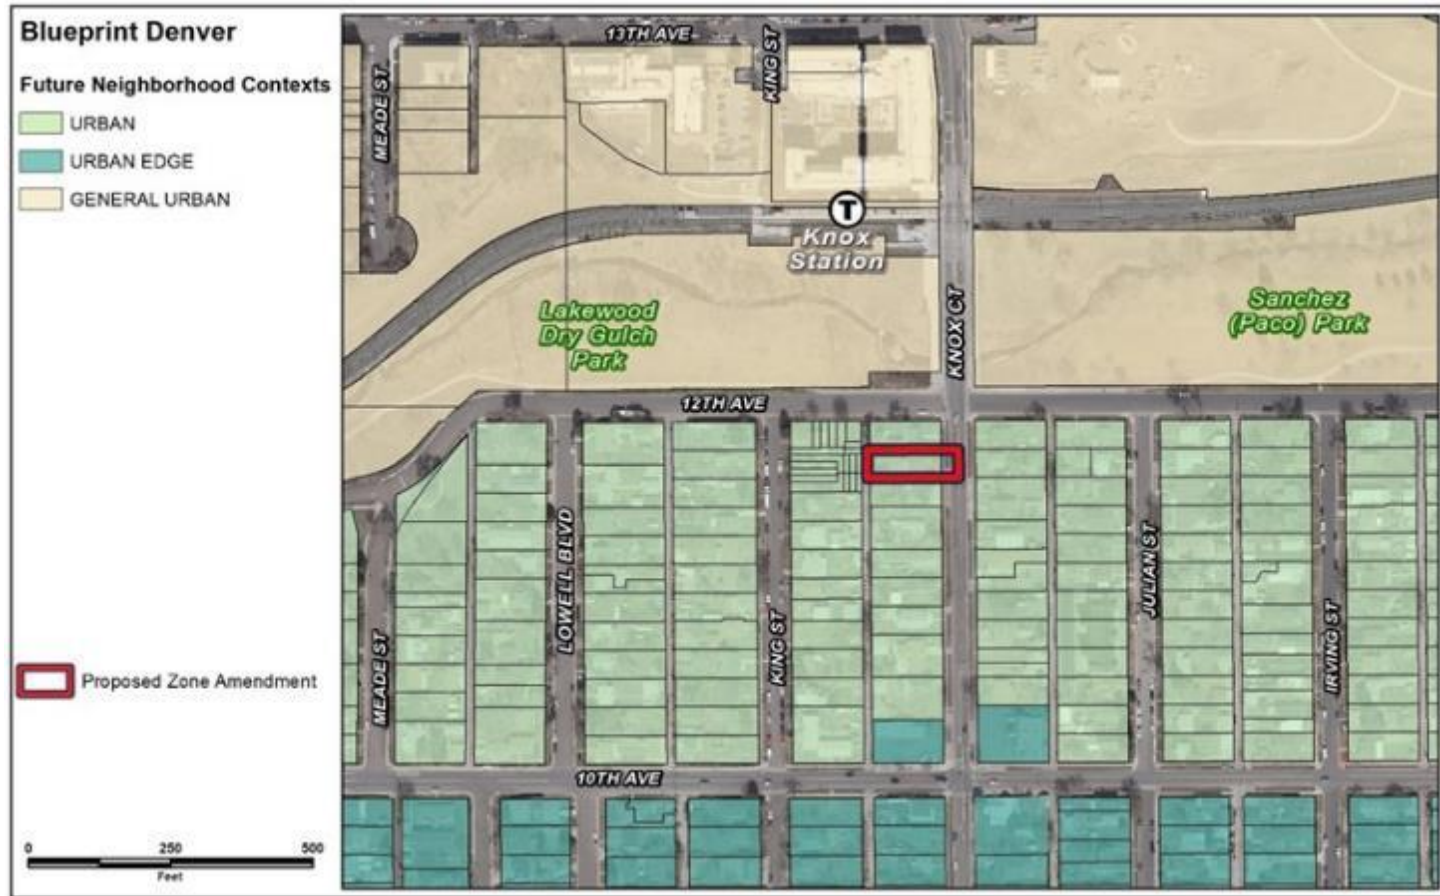 Blueprint Denver
Future Neighborhood Contexts
URBAN
URBAN EDGE
GENERAL URBAN
Proposed Zone Amendment
0 250 500
Feet
13TH AVE
KING ST
MEADE ST
T
Knox
Station
KNOX CT
Lakewood
Dry Gulch
Park
Sanchez
(Paco) Park
12TH AVE
LOWELL BLVD
JULIAN ST
KING ST
IRVING ST
MEADE ST
10TH AVE